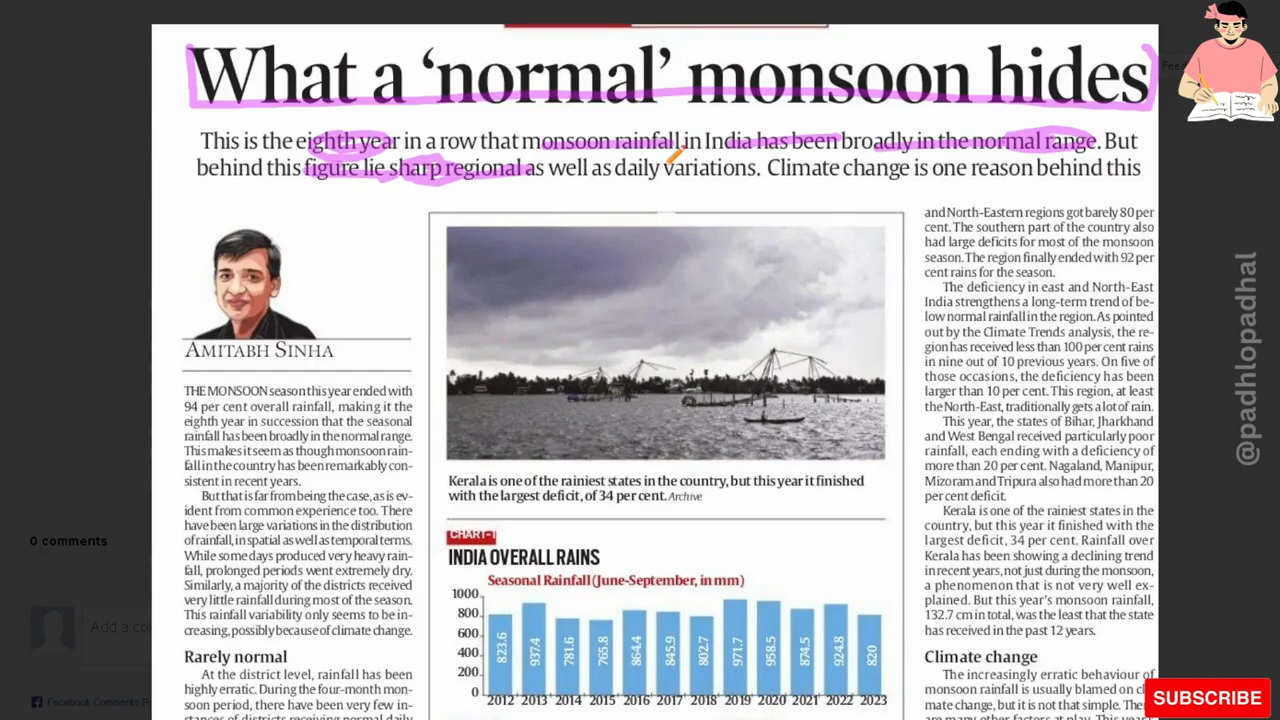 What a ‘normal’ monsoon hides
This is the eighth year in a row that monsoon rainfall in India has been broadly in the normal range. But
behind this figure lie sharp regional as well as daily variations. Climate change is one reason behind this
AMITABH SINHA
THE MONSOON season this year ended with
94 per cent overall rainfall, making it the
eighth year in succession that the seasonal
rainfall has been broadly in the normal range.
This makes it seem as though monsoon rain-
fall in the country has been remarkably con-
sistent in recent years.
But that is far from being the case, as is ev-
ident from common experience too. There
have been large variations in the distribution
of rainfall, in spatial as well as temporal terms.
While some days produced very heavy rain-
fall, prolonged periods went extremely dry.
Similarly, a majority of the districts received
very little rainfall during most of the season.
This rainfall variability only seems to be in-
creasing, possibly because of climate change.
Rarely normal
At the district level, rainfall has been
highly erratic. During the four-month mon-
soon period, there have been very few in-
stances of districts receiving normal daily
Kerala is one of the rainiest states in the country, but this year it finished
with the largest deficit, of 34 per cent. Archive
CHART-1
INDIA OVERALL RAINS
Seasonal Rainfall (June-September, in mm)
1000
800
600
400
200
0
823.6
937.4
781.6
765.8
864.4
845.9
802.7
971.7
958.5
874.5
924.8
820
2012 2013 2014 2015 2016 2017 2018 2019 2020 2021 2022 2023
and North-Eastern regions got barely 80 per
cent. The southern part of the country also
had large deficits for most of the monsoon
season. The region finally ended with 92 per
cent rains for the season.
The deficiency in east and North-East
India strengthens a long-term trend of be-
low normal rainfall in the region. As pointed
out by the Climate Trends analysis, the re-
gion has received less than 100 per cent rains
in nine out of 10 previous years. On five of
those occasions, the deficiency has been
larger than 10 per cent. This region, at least
the North-East, traditionally gets a lot of rain.
This year, the states of Bihar, Jharkhand
and West Bengal received particularly poor
rainfall, each ending with a deficiency of
more than 20 per cent. Nagaland, Manipur,
Mizoram and Tripura also had more than 20
per cent deficit.
Kerala is one of the rainiest states in the
country, but this year it finished with the
largest deficit, 34 per cent. Rainfall over
Kerala has been showing a declining trend
in recent years, not just during the monsoon,
a phenomenon that is not very well ex-
plained. But this year's monsoon rainfall,
132.7 cm in total, was the least that the state
has received in the past 12 years.
Climate change
The increasingly erratic behaviour of
monsoon rainfall is usually blamed on cli
mate change, but it is not that simple. Ther
are many other factors at play. This year
@padhlopadhal
SUBSCRIBE
0 comments
Add a co
Facebook Comments P
Feed